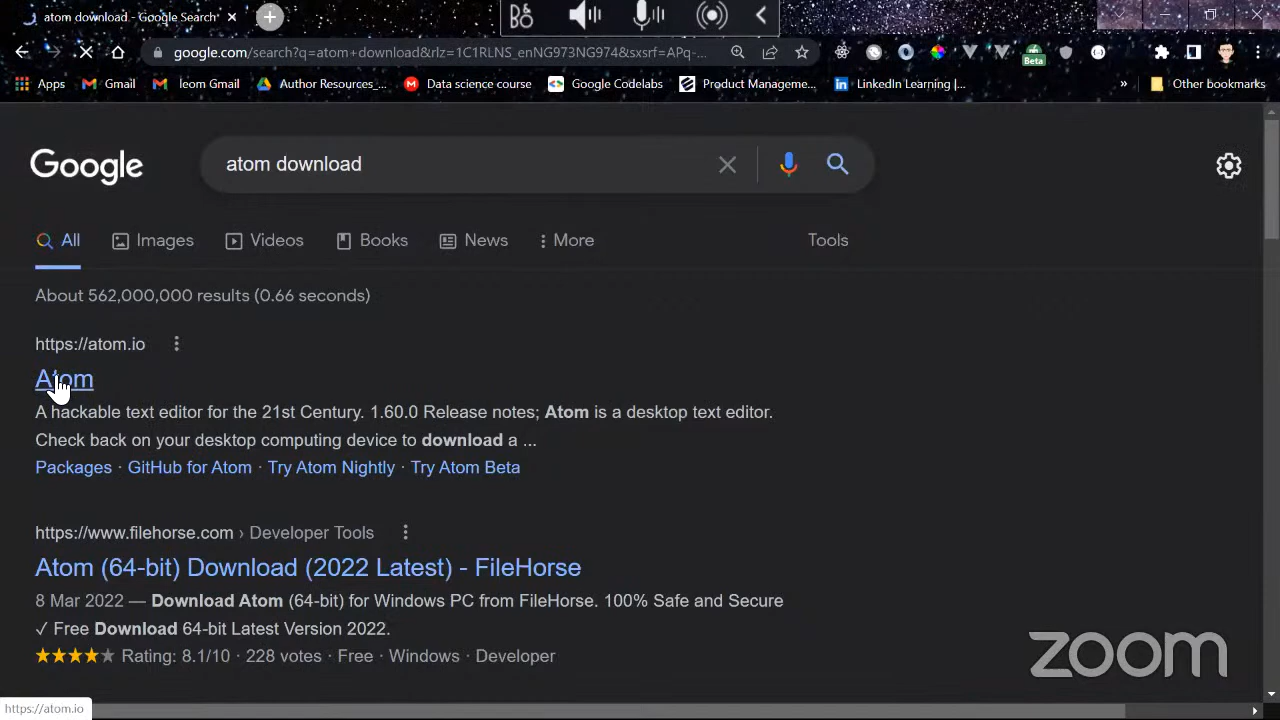 atom download - Google Search
google.com/search?q=atom+download&rlz=1C1RLNS_enNG973NG974&sxsrf=APq-...
Beta
Apps
Gmail
leom Gmail
Author Resources_...
Data science course
Google Codelabs
Product Manageme...
LinkedIn Learning |...
»
Other bookmarks
Google
atom download
All
Images
Videos
Books
News
More
Tools
About 562,000,000 results (0.66 seconds)
https://atom.io
Atom
A hackable text editor for the 21st Century. 1.60.0 Release notes; Atom is a desktop text editor.
Check back on your desktop computing device to download a ...
Packages · GitHub for Atom · Try Atom Nightly · Try Atom Beta
https://www.filehorse.com › Developer Tools
Atom (64-bit) Download (2022 Latest) - FileHorse
8 Mar 2022 — Download Atom (64-bit) for Windows PC from FileHorse. 100% Safe and Secure
✓ Free Download 64-bit Latest Version 2022.
Rating: 8.1/10 · 228 votes · Free · Windows · Developer
zoom
https://atom.io